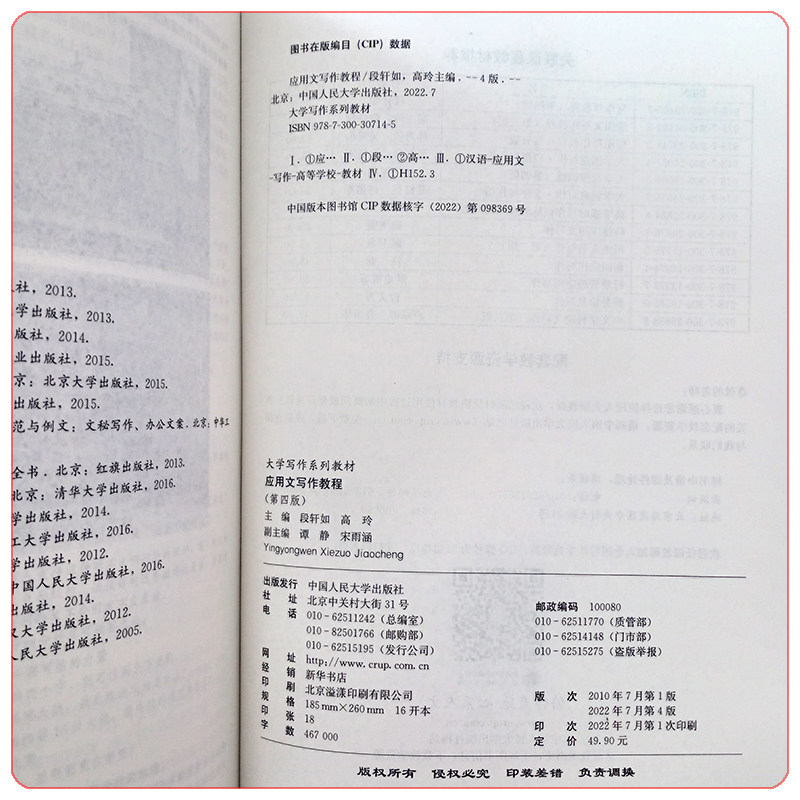 社，2013.
学出版社，2013.
版社，2014.
业出版社，2015.
京：北京大学出版社，2015.
出版社，2015.
范与例文：文秘写作、办公文案．北京：中华工
全书．北京：红旗出版社，2013.
北京：清华大学出版社，2016.
学出版社，2014.
工大学出版社，2016.
学出版社，2012.
中国人民大学出版社，2016.
出版社，2014.
汉大学出版社，2012.
人民出版社，2005.
图书在版编目（CIP）数据
应用文写作教程/段轩如，高玲主编．--4版．--
北京：中国人民大学出版社，2022.7
大学写作系列教材
ISBN 978-7-300-30714-5
Ⅰ．①应… Ⅱ．①段… ②高… Ⅲ．①汉语-应用文
-写作-高等学校-教材 Ⅳ．①H152.3
中国版本图书馆CIP数据核字（2022）第098369号
大学写作系列教材
应用文写作教程
（第四版）
主 编 段轩如 高 玲
副主编 谭 静 宋雨涵
Yingyongwen Xiezuo Jiaocheng
出版发行 中国人民大学出版社
社 址 北京中关村大街31号 邮政编码 100080
电 话 010-62511242（总编室） 010-62511770（质管部）
010-82501766（邮购部） 010-62514148（门市部）
010-62515195（发行公司） 010-62515275（盗版举报）
网 址 http://www.crup.com.cn
经 销 新华书店
印 刷 北京溢漾印刷有限公司 版 次 2010年7月第1版
规 格 185mm×260mm 16开本 2022年7月第4版
印 张 18 印 次 2022年7月第1次印刷
字 数 467 000 定 价 49.90元
版权所有 侵权必究 印装差错 负责调换